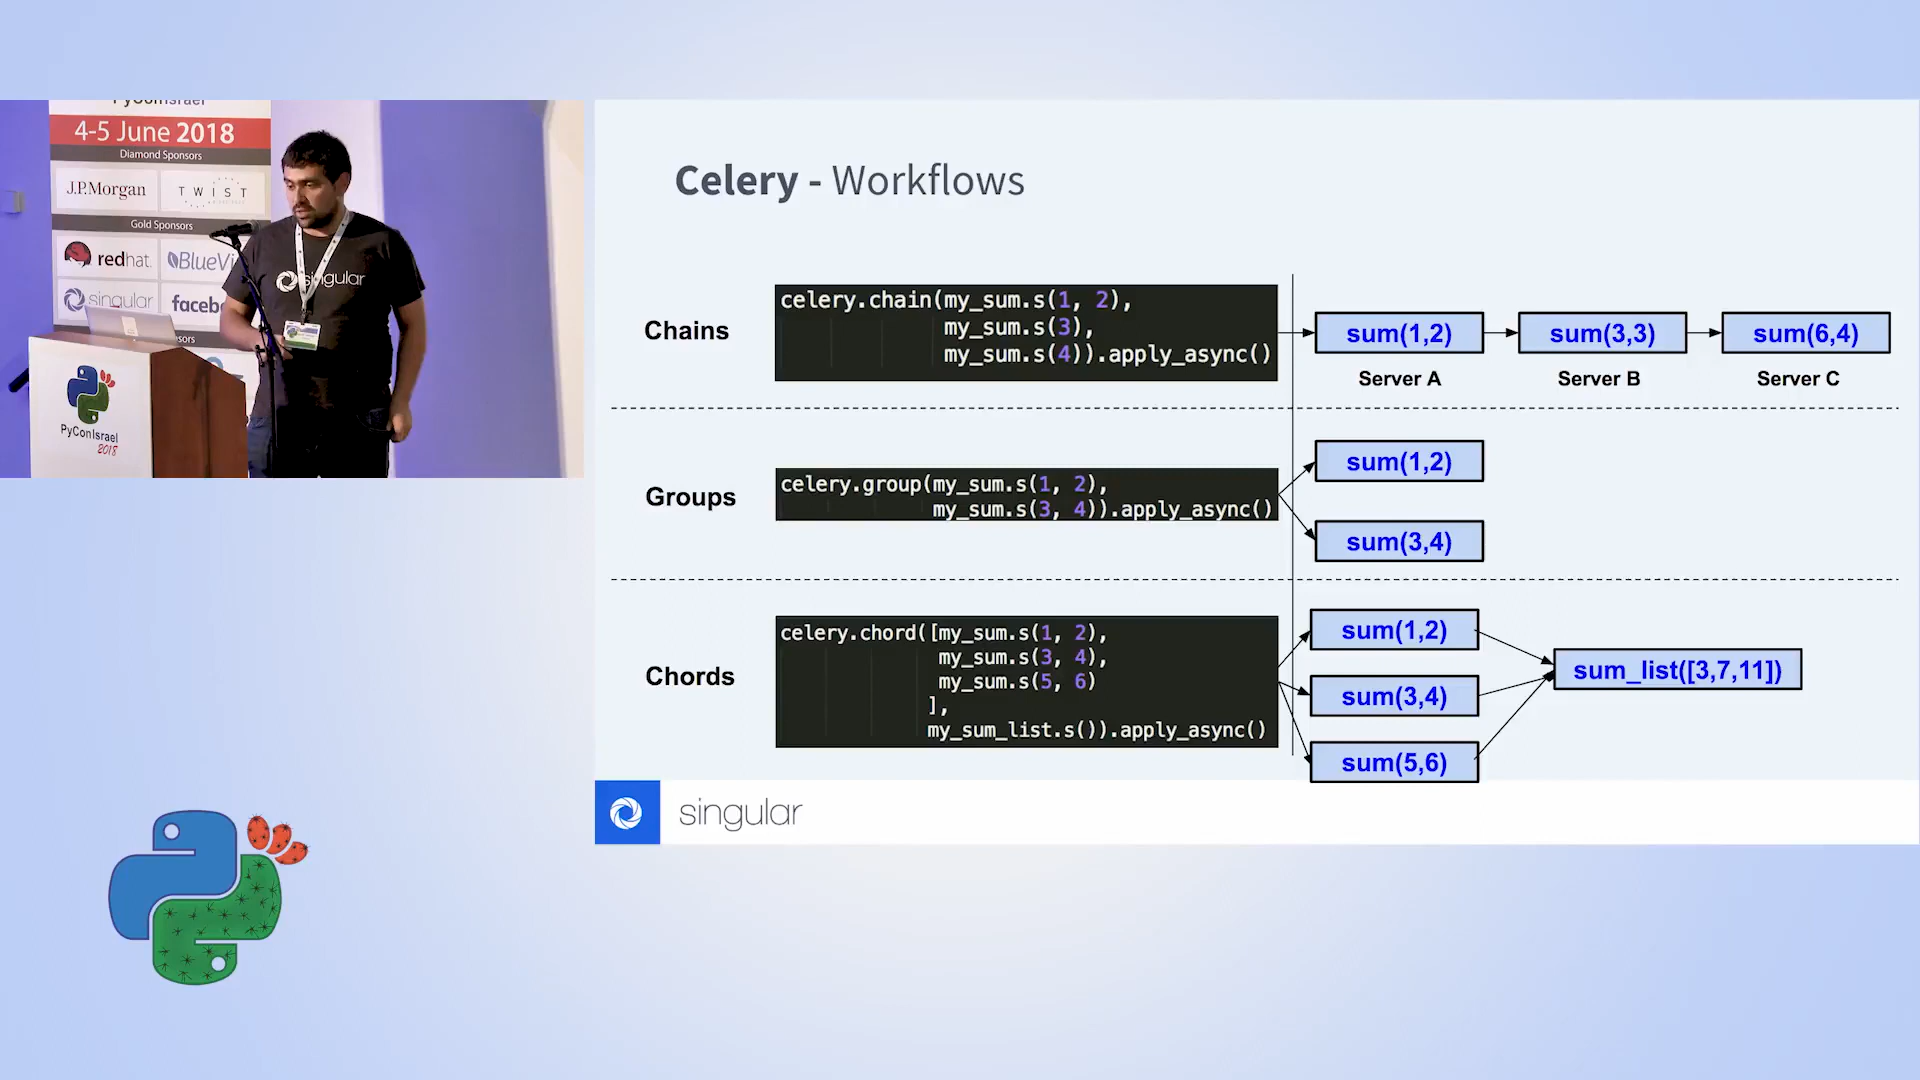 PyConIsrael
4-5 June 2018
Diamond Sponsors
J.P.Morgan
TWIST
Gold Sponsors
redhat.
BlueVi
singular
faceb
sors
singular
PyConIsrael
2018
Celery - Workflows
Chains
celery.chain(my_sum.s(1, 2),
my_sum.s(3),
my_sum.s(4)).apply_async()
sum(1,2)
sum(3,3)
sum(6,4)
Server A
Server B
Server C
Groups
celery.group(my_sum.s(1, 2),
my_sum.s(3, 4)).apply_async()
sum(1,2)
sum(3,4)
Chords
celery.chord([my_sum.s(1, 2),
my_sum.s(3, 4),
my_sum.s(5, 6)
],
my_sum_list.s()).apply_async()
sum(1,2)
sum(3,4)
sum(5,6)
sum_list([3,7,11])
singular